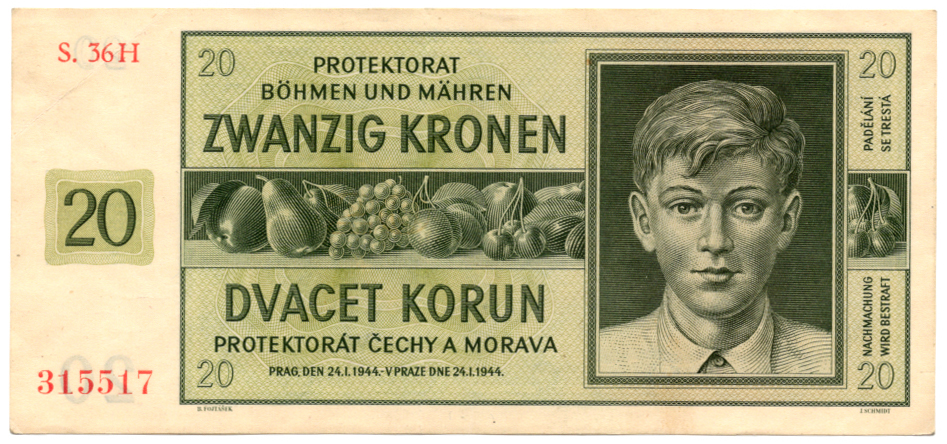 S. 36H
20
PROTEKTORAT
BÖHMEN UND MÄHREN
ZWANZIG KRONEN
20
PADĚLÁNÍ
SE TRESTÁ
20
DVACET KORUN
PROTEKTORÁT ČECHY A MORAVA
NACHMACHUNG
WIRD BESTRAFT
315517
20
PRAG, DEN 24.I.1944.-V PRAZE DNE 24.I.1944.
20
B. FOJTÁŠEK
J. SCHMIDT